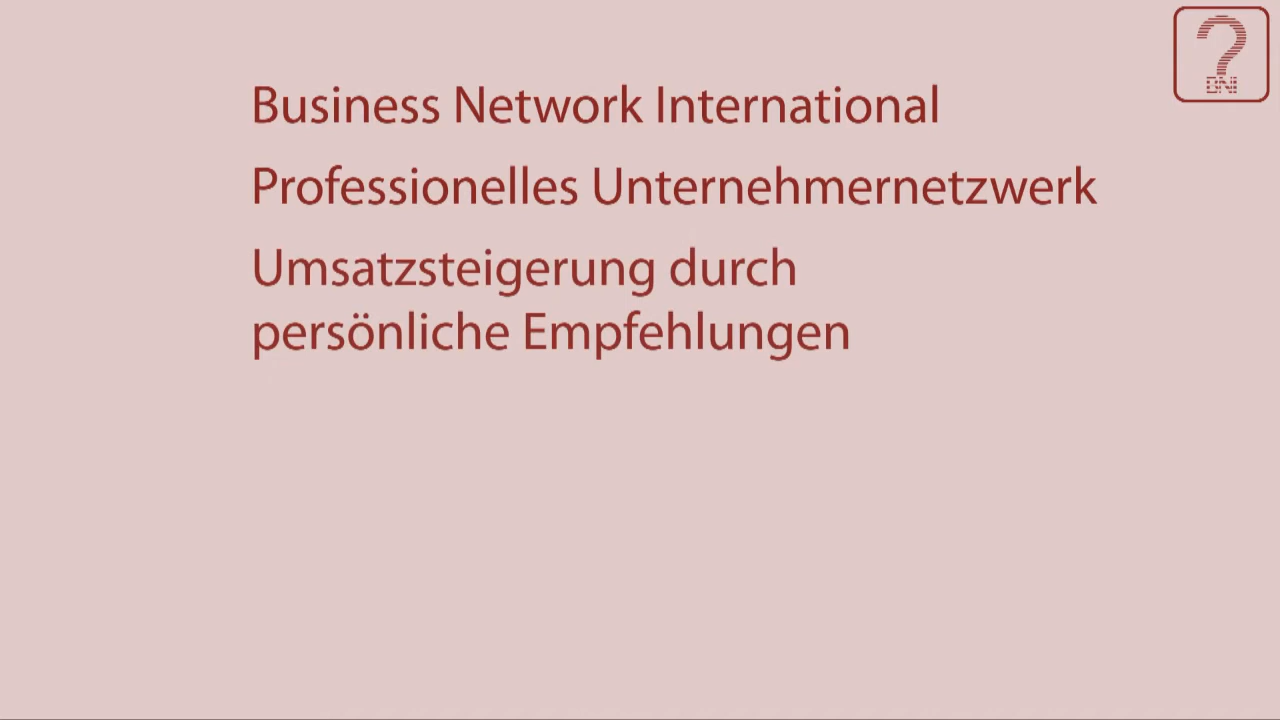 ?
BNI
Business Network International
Professionelles Unternehmernetzwerk
Umsatzsteigerung durch
persönliche Empfehlungen